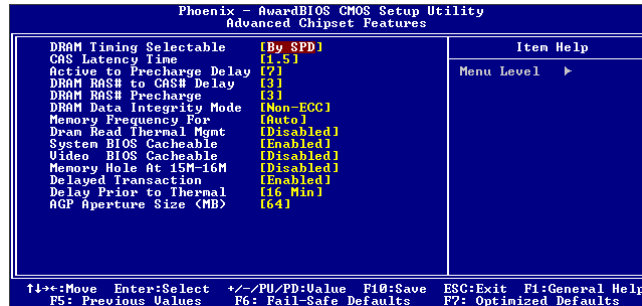 Phoenix - AwardBIOS CMOS Setup Utility
Advanced Chipset Features
DRAM Timing Selectable [By SPD]
CAS Latency Time [1.5]
Active to Precharge Delay [7]
DRAM RAS# to CAS# Delay [3]
DRAM RAS# Precharge [3]
DRAM Data Integrity Mode [Non-ECC]
Memory Frequency For [Auto]
Dram Read Thermal Mgmt [Disabled]
System BIOS Cacheable [Enabled]
Video BIOS Cacheable [Disabled]
Memory Hole At 15M-16M [Disabled]
Delayed Transaction [Enabled]
Delay Prior to Thermal [16 Min]
AGP Aperture Size (MB) [64]
Item Help
Menu Level ►
↑↓→←:Move Enter:Select +/-/PU/PD:Value F10:Save ESC:Exit F1:General Help
F5: Previous Values F6: Fail-Safe Defaults F7: Optimized Defaults